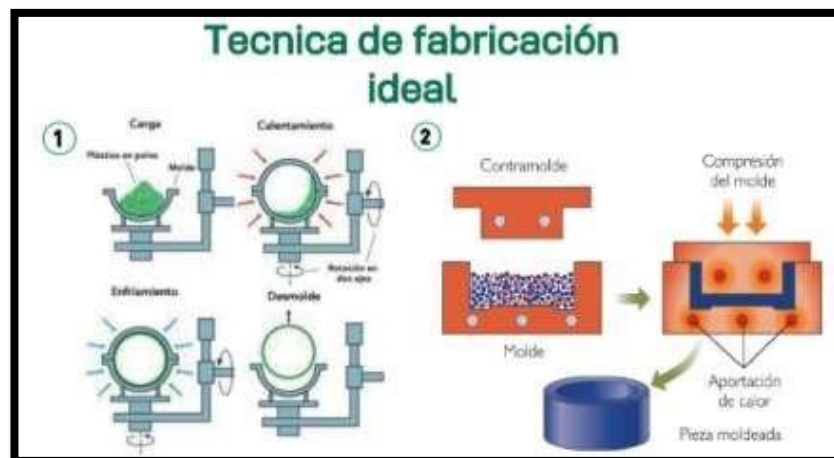 Tecnica de fabricación
ideal
1
Carga
Plástico en polvo
Molde
Calentamiento
Rotación en
dos ejes
Enfriamiento
Desmolde
2
Contramolde
Molde
Compresión
del molde
Aportación
de calor
Pieza moldeada